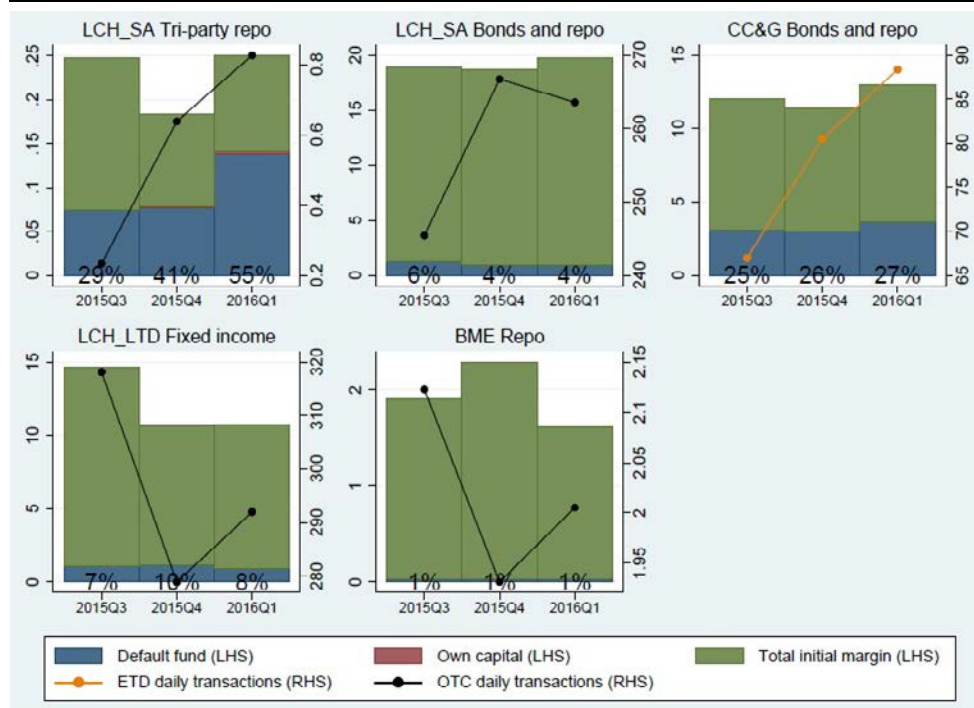 LCH_SA Tri-party repo
.25
.2
.15
.1
.05
0
0.8
0.6
0.4
0.2
29% 41% 55%
2015Q3 2015Q4 2016Q1
LCH_SA Bonds and repo
20
15
10
5
0
270
260
250
240
6% 4% 4%
2015Q3 2015Q4 2016Q1
CC&G Bonds and repo
15
10
5
0
90
85
80
75
70
65
25% 26% 27%
2015Q3 2015Q4 2016Q1
LCH_LTD Fixed income
15
10
5
0
320
310
300
290
280
7% 10% 8%
2015Q3 2015Q4 2016Q1
BME Repo
2
1
0
2.15
2.1
2.05
2
1.95
1% 1% 1%
2015Q3 2015Q4 2016Q1
Default fund (LHS) Own capital (LHS) Total initial margin (LHS)
ETD daily transactions (RHS) OTC daily transactions (RHS)